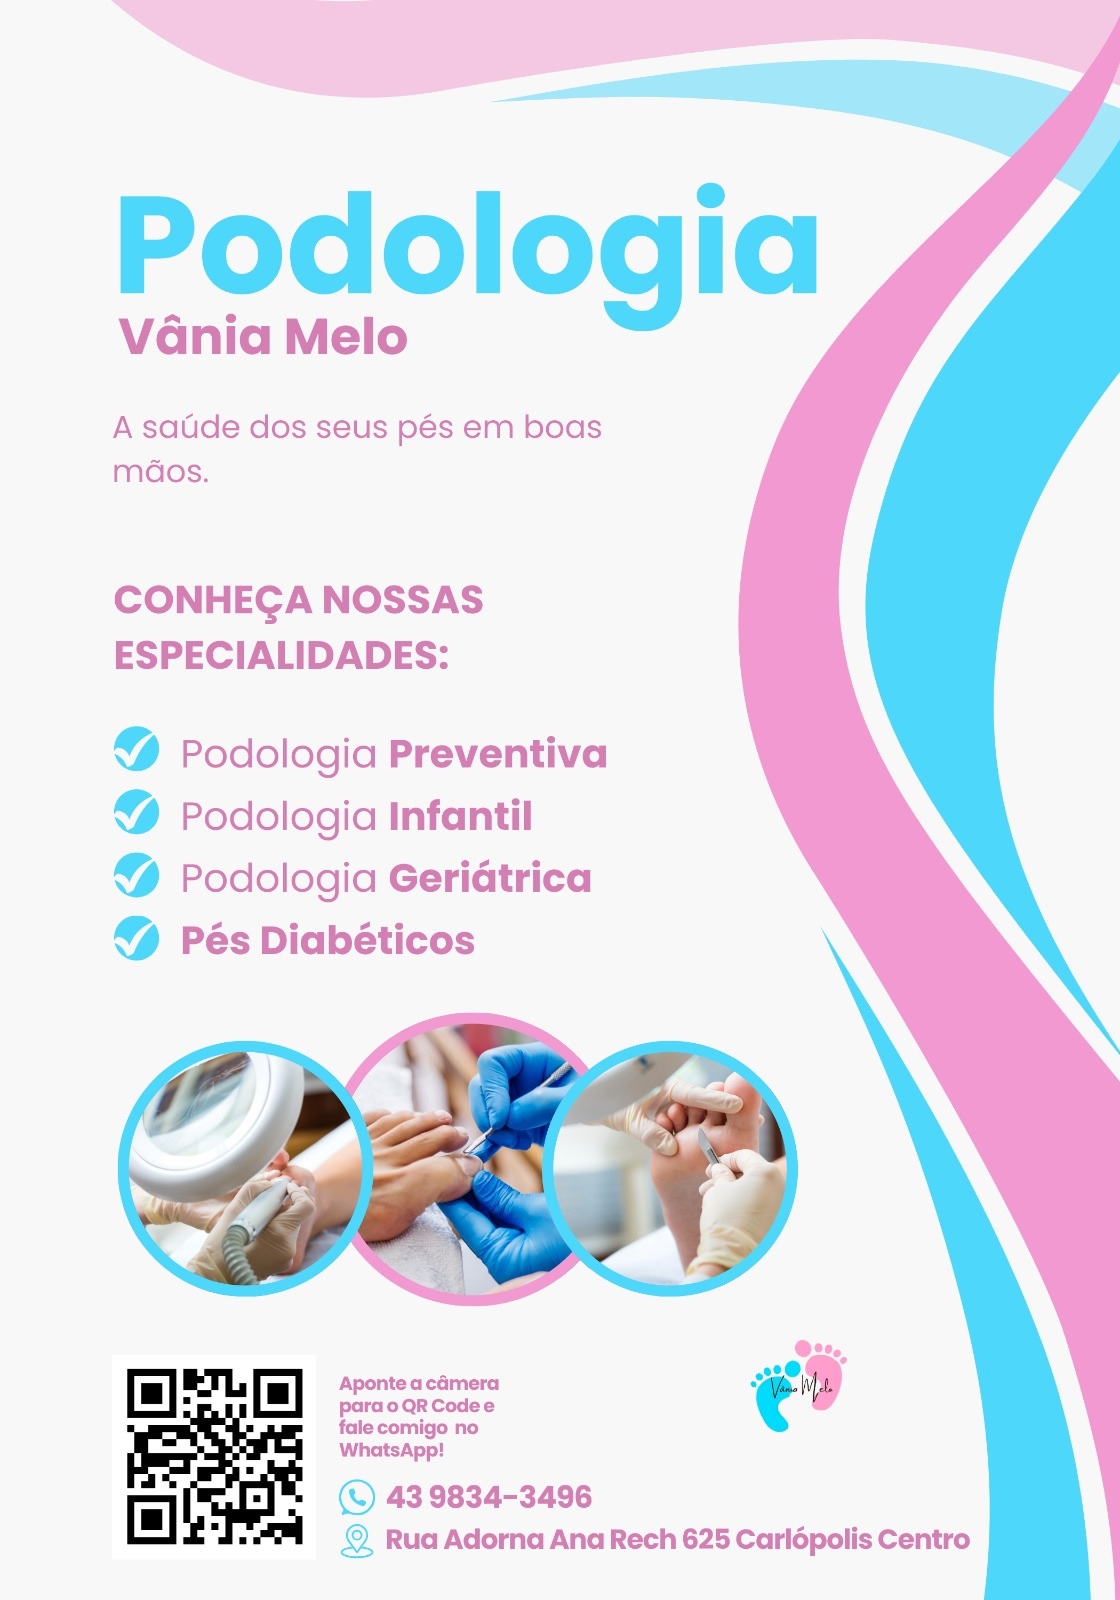 Podologia
Vânia Melo
A saúde dos seus pés em boas
mãos.
CONHEÇA NOSSAS
ESPECIALIDADES:
Podologia Preventiva
Podologia Infantil
Podologia Geriátrica
Pés Diabéticos
Aponte a câmera
para o QR Code e
fale comigo no
WhatsApp!
Vânia Melo
43 9834-3496
Rua Adorna Ana Rech 625 Carlópolis Centro